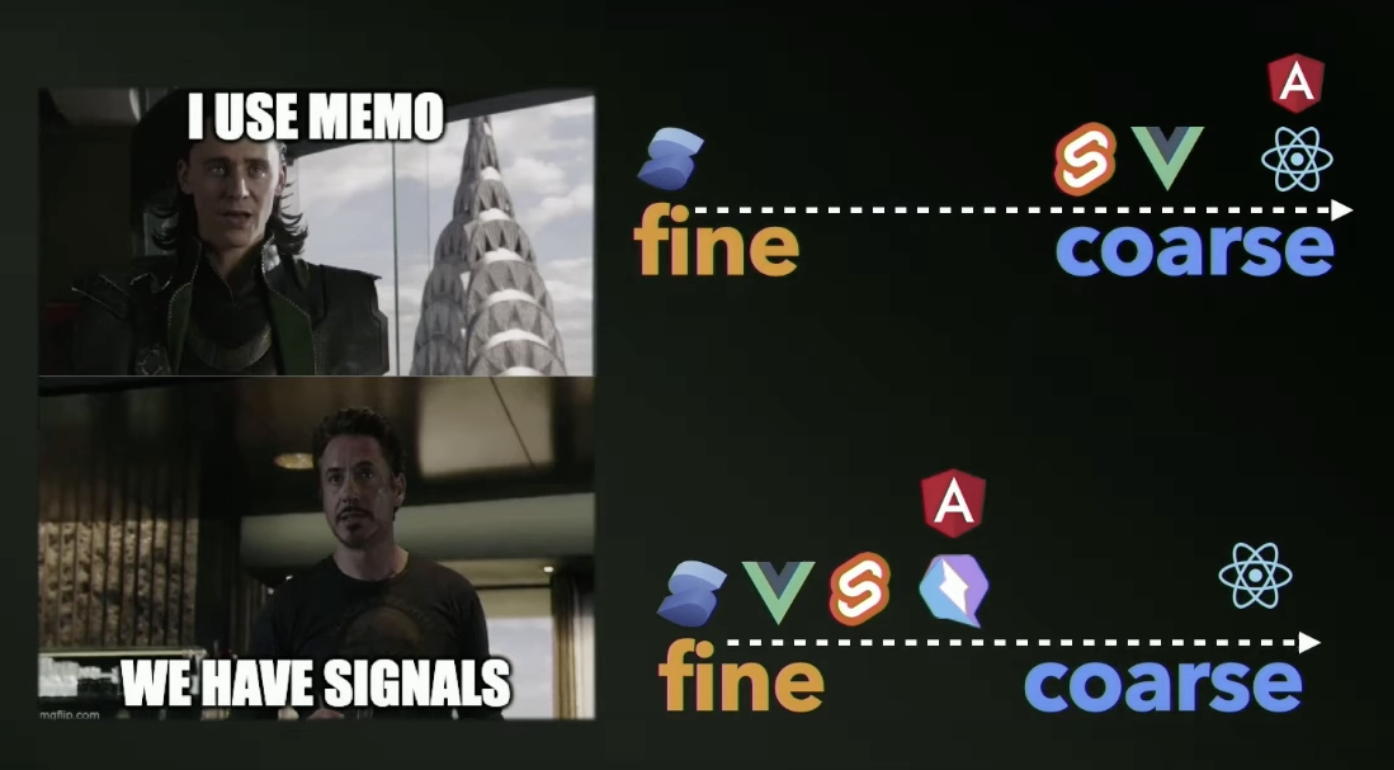 I USE MEMO
WE HAVE SIGNALS
imgflip.com
fine
coarse
fine
coarse